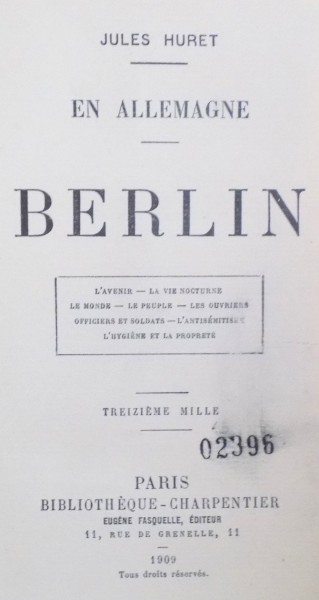 JULES HURET
EN ALLEMAGNE
BERLIN
L'AVENIR — LA VIE NOCTURNE
LE MONDE — LE PEUPLE — LES OUVRIERS
OFFICIERS ET SOLDATS — L'ANTISÉMITISME
L'HYGIÈNE ET LA PROPRETÉ
TREIZIÈME MILLE
02396
PARIS
BIBLIOTHÈQUE-CHARPENTIER
EUGÈNE FASQUELLE, ÉDITEUR
11, RUE DE GRENELLE, 11
1909
Tous droits réservés.